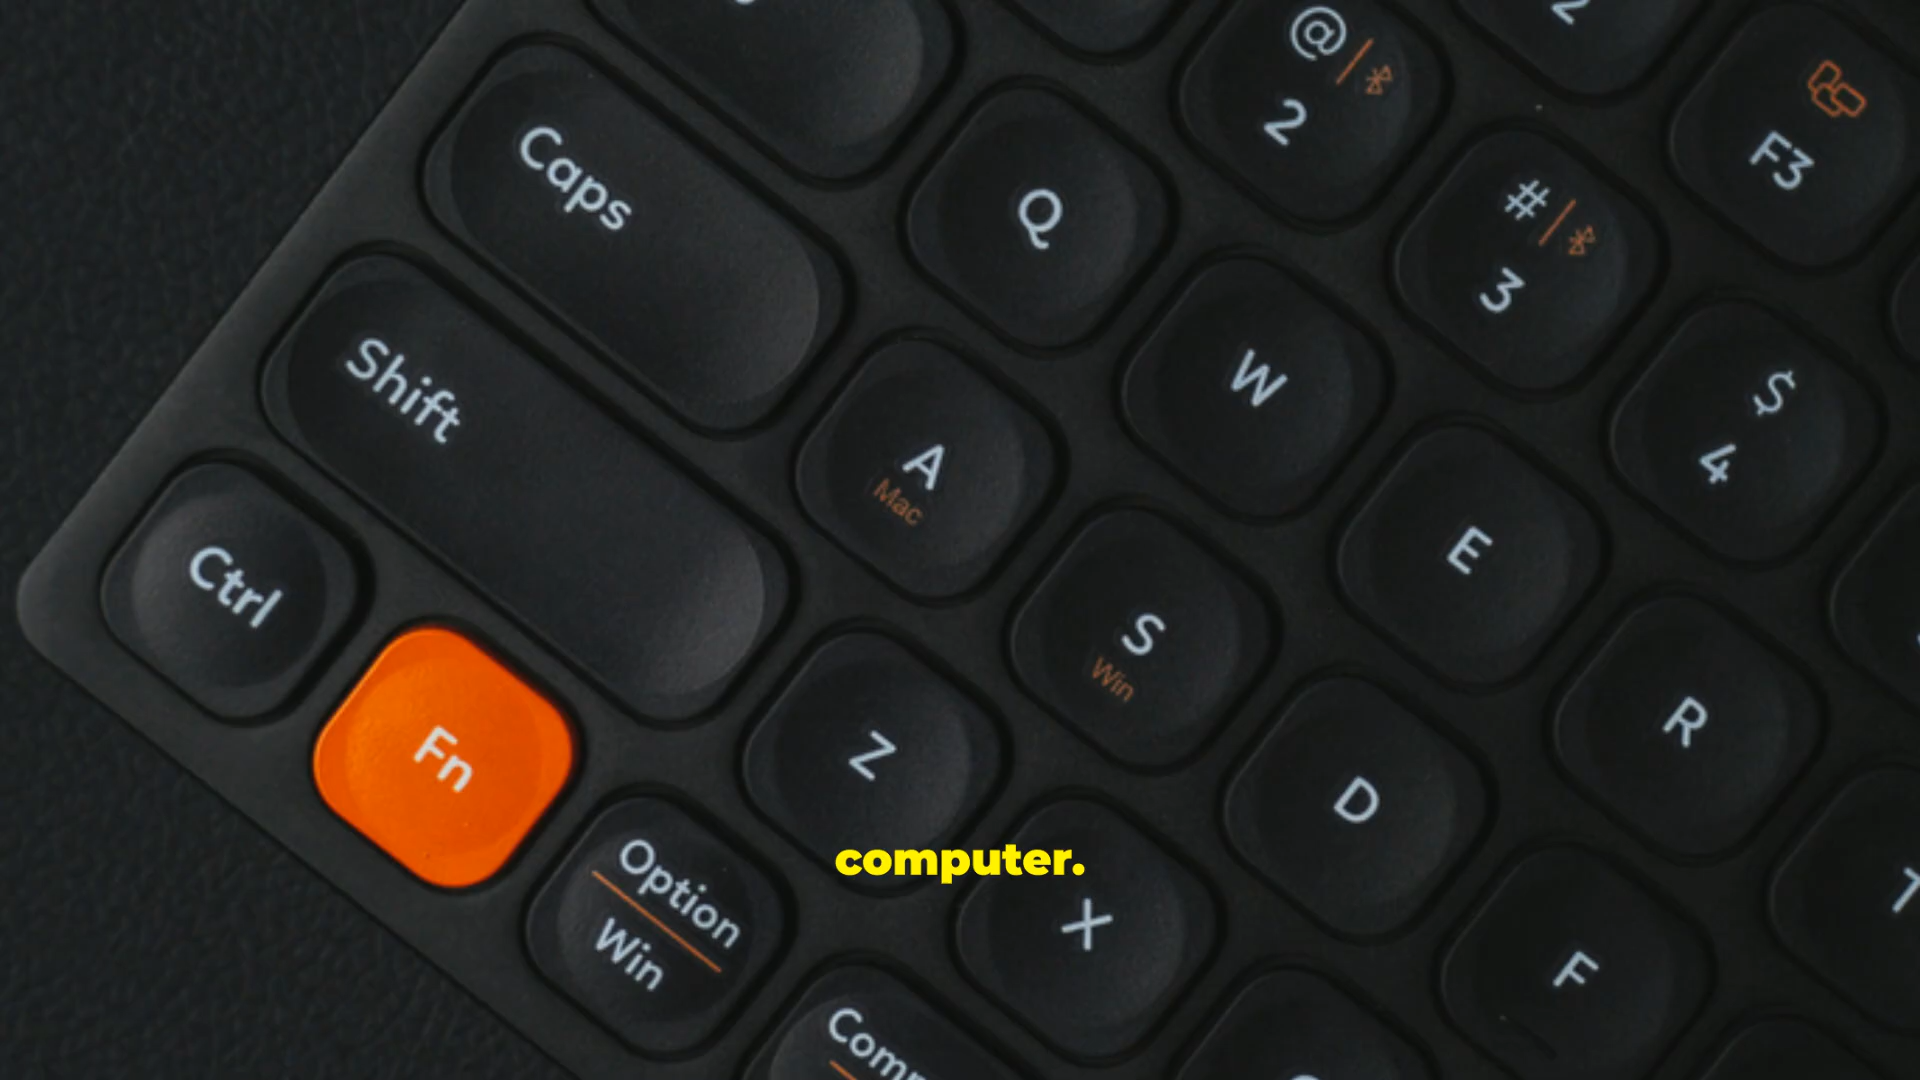 @
2
F3
Caps
Q
#
3
Shift
W
$
4
A
Mac
E
Ctrl
S
Win
R
Fn
Z
D
computer.
Option
Win
X
F
T